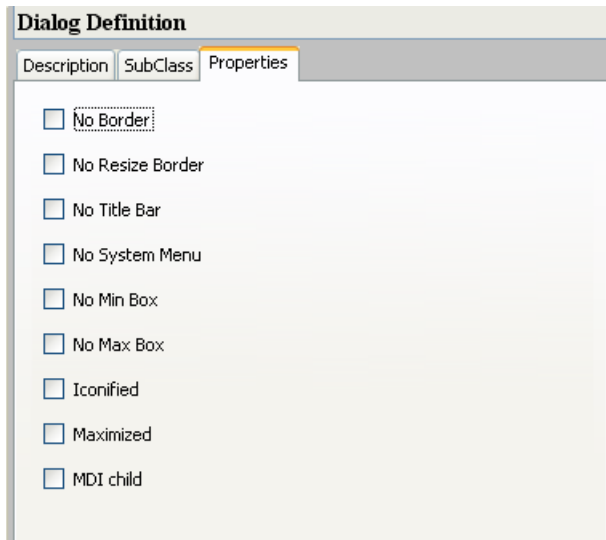 Dialog Definition
Description SubClass Properties
No Border
No Resize Border
No Title Bar
No System Menu
No Min Box
No Max Box
Iconified
Maximized
MDI child